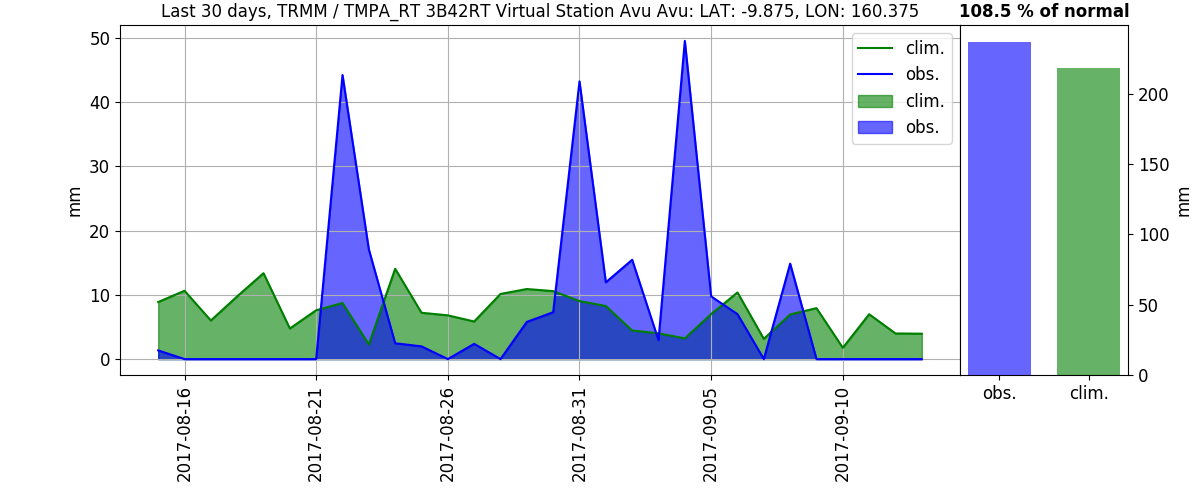 Last 30 days, TRMM / TMPA_RT 3B42RT Virtual Station Avu Avu: LAT: -9.875, LON: 160.375
108.5 % of normal
50
40
30
20
10
0
mm
clim.
obs.
clim.
obs.
2017-08-16
2017-08-21
2017-08-26
2017-08-31
2017-09-05
2017-09-10
200
150
100
50
0
mm
obs.
clim.